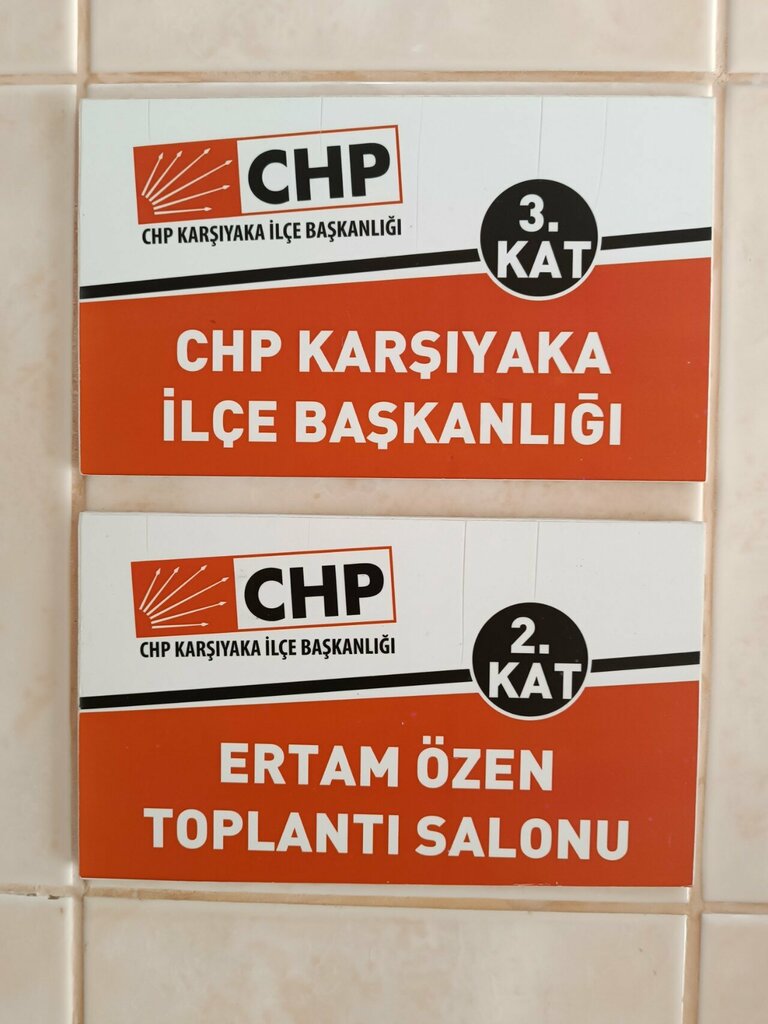 CHP
CHP KARŞIYAKA İLÇE BAŞKANLIĞI
3.
KAT
CHP KARŞIYAKA
İLÇE BAŞKANLIĞI
CHP
CHP KARŞIYAKA İLÇE BAŞKANLIĞI
2.
KAT
ERTAM ÖZEN
TOPLANTI SALONU